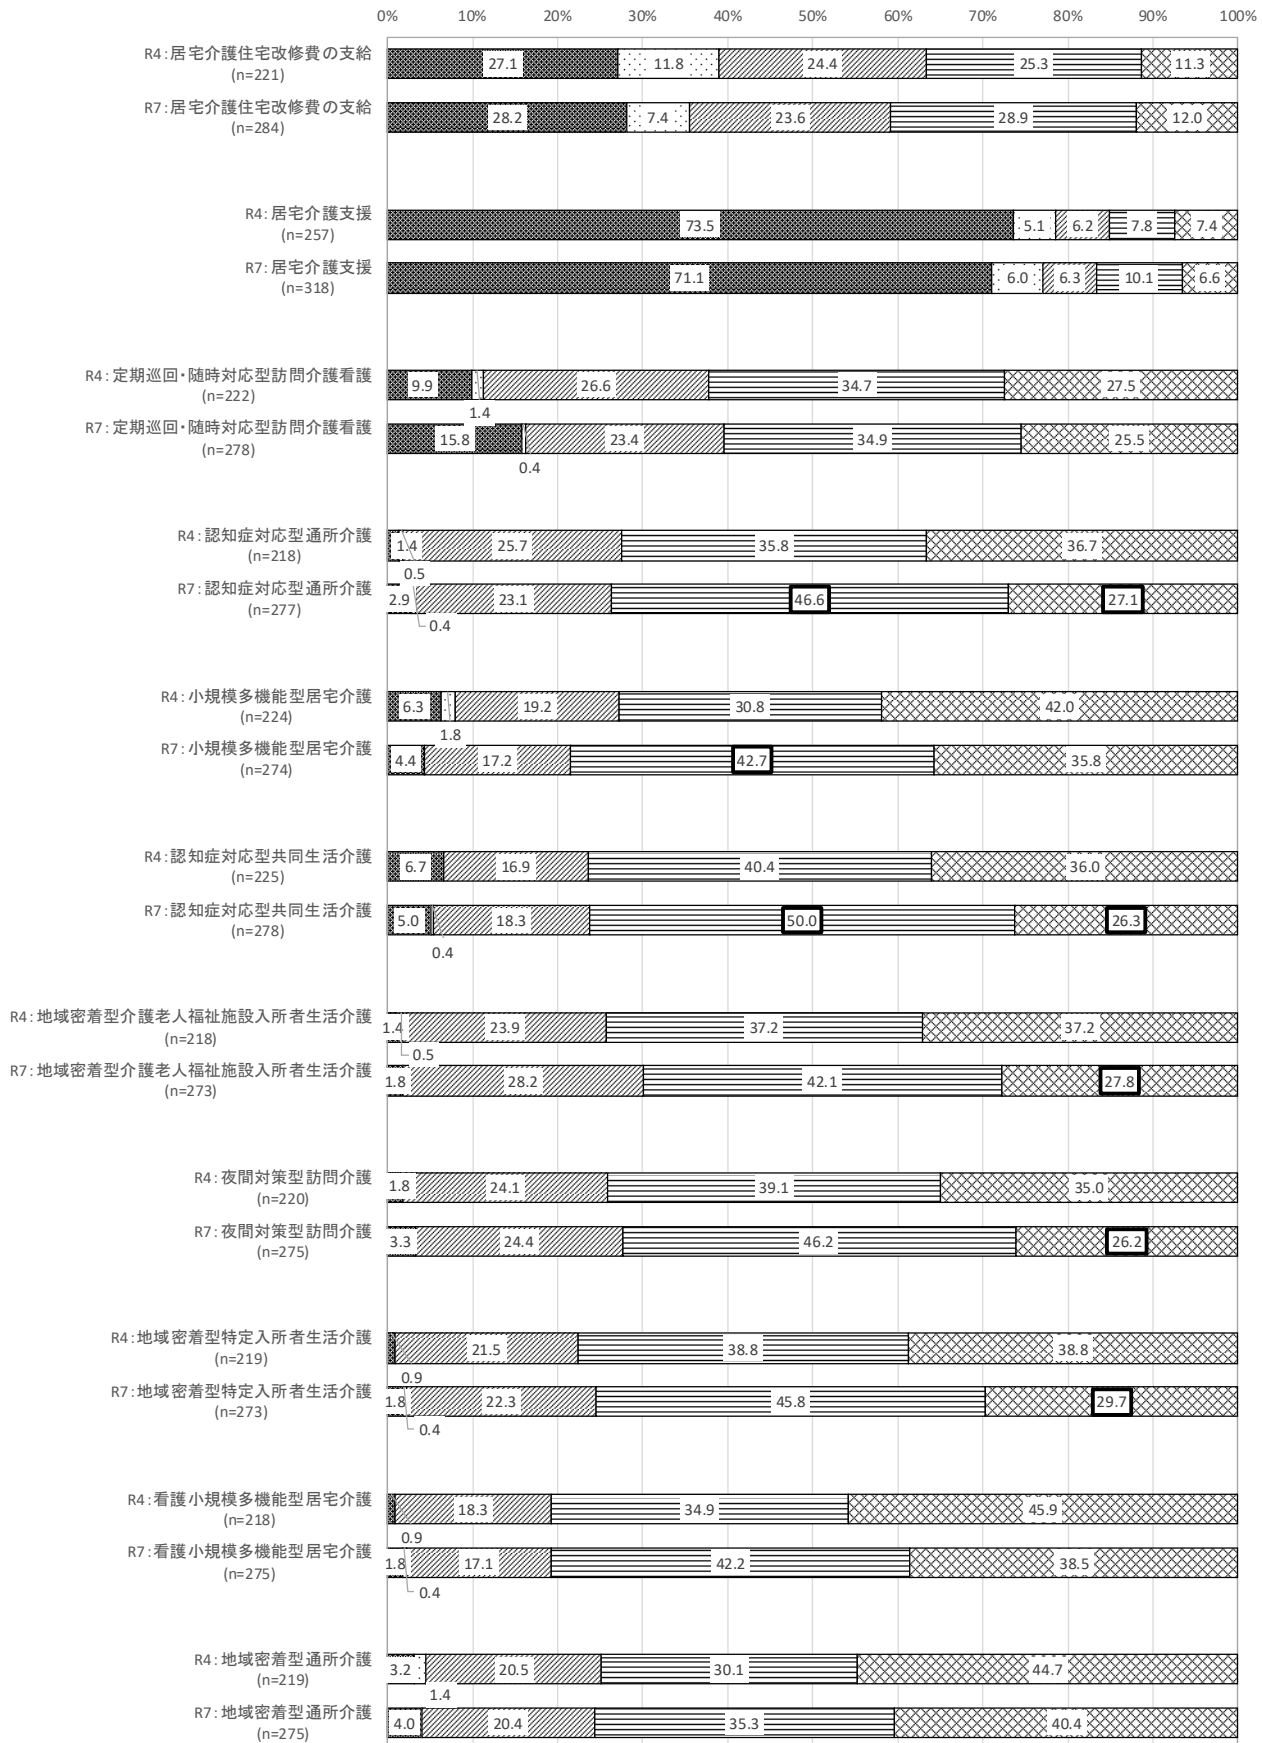 0% 10% 20% 30% 40% 50% 60% 70% 80% 90% 100%
R4:居宅介護住宅改修費の支給
(n=221)
27.1 11.8 24.4 25.3 11.3
R7:居宅介護住宅改修費の支給
(n=284)
28.2 7.4 23.6 28.9 12.0
R4:居宅介護支援
(n=257)
73.5 5.1 6.2 7.8 7.4
R7:居宅介護支援
(n=318)
71.1 6.0 6.3 10.1 6.6
R4:定期巡回・随時対応型訪問介護看護
(n=222)
9.9 26.6 34.7 27.5
1.4
R7:定期巡回・随時対応型訪問介護看護
(n=278)
15.8 23.4 34.9 25.5
0.4
R4:認知症対応型通所介護
(n=218)
1.4 25.7 35.8 36.7
0.5
R7:認知症対応型通所介護
(n=277)
2.9 23.1 46.6 27.1
0.4
R4:小規模多機能型居宅介護
(n=224)
6.3 19.2 30.8 42.0
1.8
R7:小規模多機能型居宅介護
(n=274)
4.4 17.2 42.7 35.8
R4:認知症対応型共同生活介護
(n=225)
6.7 16.9 40.4 36.0
R7:認知症対応型共同生活介護
(n=278)
5.0 18.3 50.0 26.3
0.4
R4:地域密着型介護老人福祉施設入所者生活介護
(n=218)
1.4 23.9 37.2 37.2
0.5
R7:地域密着型介護老人福祉施設入所者生活介護
(n=273)
1.8 28.2 42.1 27.8
R4:夜間対策型訪問介護
(n=220)
1.8 24.1 39.1 35.0
R7:夜間対策型訪問介護
(n=275)
3.3 24.4 46.2 26.2
R4:地域密着型特定入所者生活介護
(n=219)
21.5 38.8 38.8
0.9
R7:地域密着型特定入所者生活介護
(n=273)
1.8 22.3 45.8 29.7
0.4
R4:看護小規模多機能型居宅介護
(n=218)
18.3 34.9 45.9
0.9
R7:看護小規模多機能型居宅介護
(n=275)
1.8 17.1 42.2 38.5
0.4
R4:地域密着型通所介護
(n=219)
3.2 20.5 30.1 44.7
1.4
R7:地域密着型通所介護
(n=275)
4.0 20.4 35.3 40.4